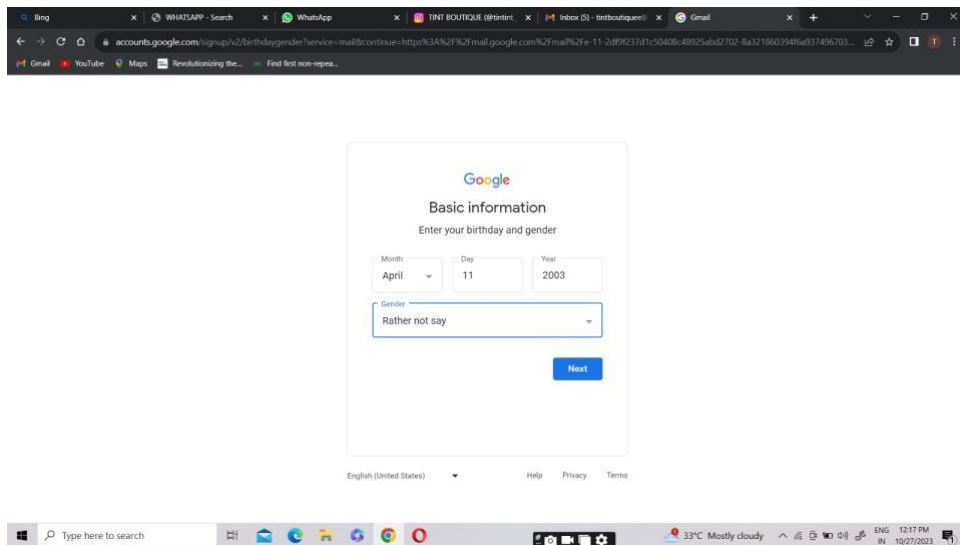 Bing
WHATSAPP - Search
WhatsApp
TINT BOUTIQUE (@tintint_
Inbox (5) - tintboutiquee@
Gmail
accounts.google.com/signup/v2/birthdaygender?service=mail&continue=https%3A%2F%2Fmail.google.com%2Fmail%2Fe-11-
T
Gmail
YouTube
Maps
Revolutionizing the...
Find first non-repea...
Google
Basic information
Enter your birthday and gender
Month Day Year
April 11 2003
Gender
Rather not say
Next
English (United States) Help Privacy Terms
Type here to search
33°C Mostly cloudy
ENG
IN
12:17 PM
10/27/2023